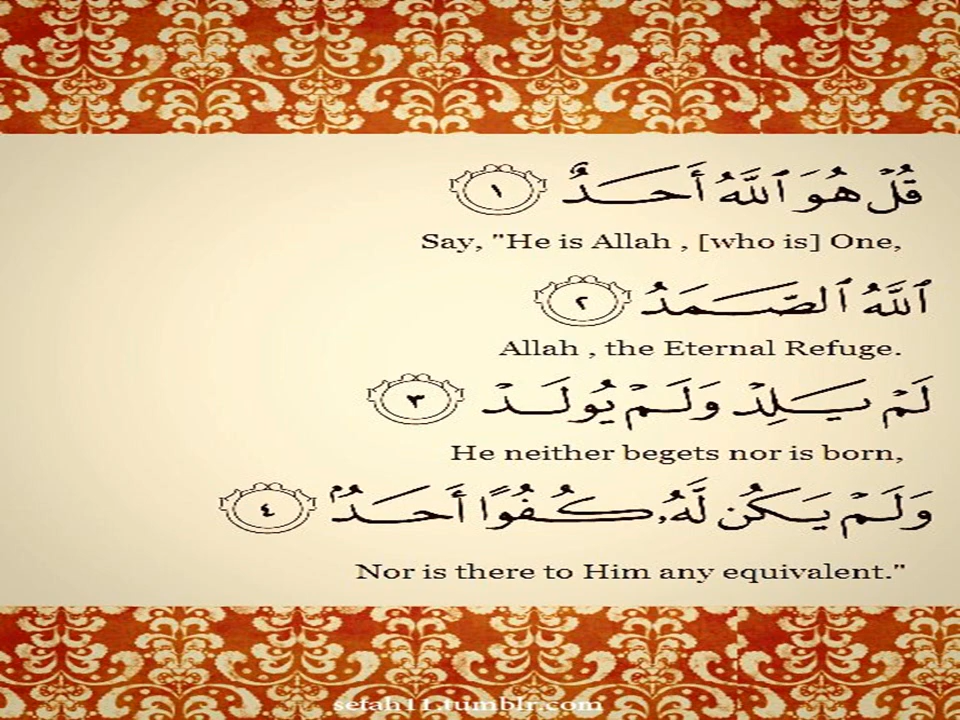 قُلْ هُوَ ٱللَّهُ أَحَدٌ ١
Say, "He is Allah , [who is] One,
ٱللَّهُ ٱلصَّمَدُ ٢
Allah , the Eternal Refuge.
لَمْ يَلِدْ وَلَمْ يُولَدْ ٣
He neither begets nor is born,
وَلَمْ يَكُن لَّهُۥ كُفُوًا أَحَدٌۢ ٤
Nor is there to Him any equivalent."
sefah11.tumblr.com